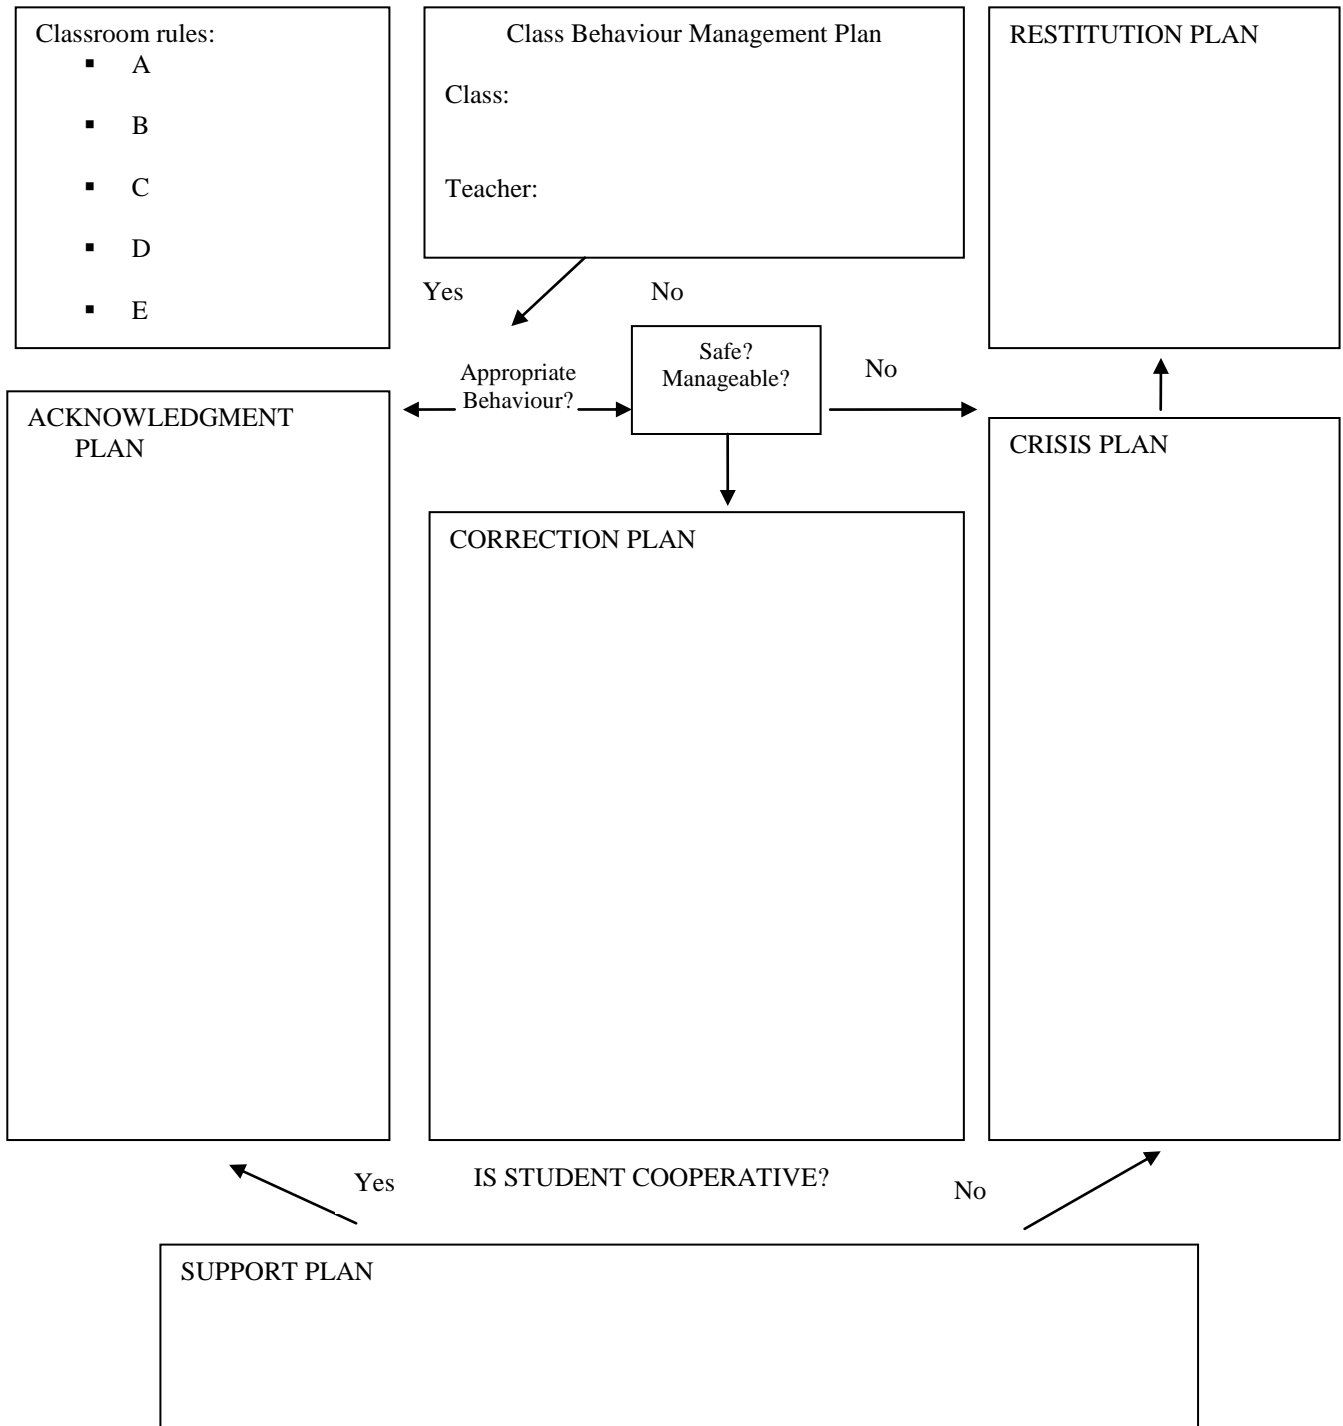 Classroom rules:
▪ A
▪ B
▪ C
▪ D
▪ E
Class Behaviour Management Plan
Class:
Teacher:
RESTITUTION PLAN
Yes
No
Appropriate
Behaviour?
Safe?
Manageable?
No
ACKNOWLEDGMENT
PLAN
CORRECTION PLAN
CRISIS PLAN
Yes
IS STUDENT COOPERATIVE?
No
SUPPORT PLAN